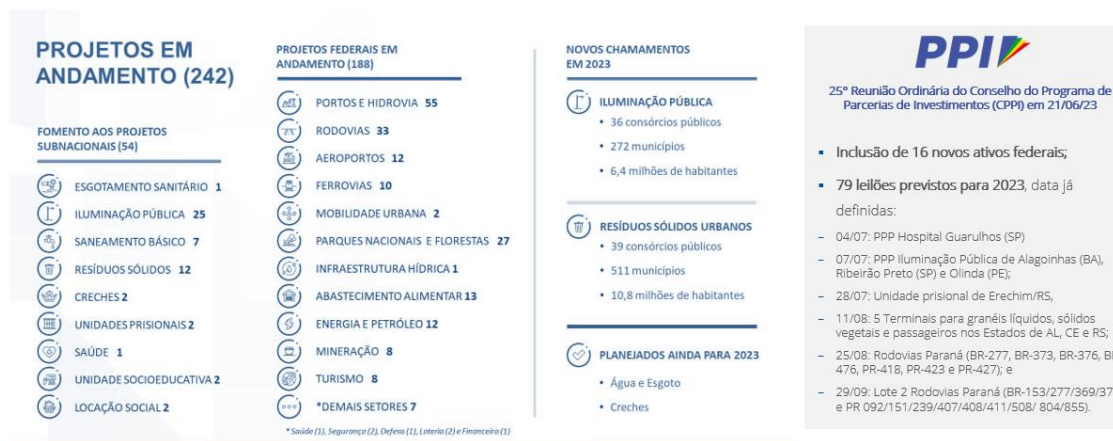 PROJETOS EM
ANDAMENTO (242)
FOMENTO AOS PROJETOS
SUBNACIONAIS (54)
ESGOTAMENTO SANITÁRIO 1
ILUMINAÇÃO PÚBLICA 25
SANEAMENTO BÁSICO 7
RESÍDUOS SÓLIDOS 12
CRECHES 2
UNIDADES PRISIONAIS 2
SAÚDE 1
UNIDADE SOCIOEDUCATIVA 2
LOCAÇÃO SOCIAL 2
PROJETOS FEDERAIS EM
ANDAMENTO (188)
PORTOS E HIDROVIA 55
RODOVIAS 33
AEROPORTOS 12
FERROVIAS 10
MOBILIDADE URBANA 2
PARQUES NACIONAIS E FLORESTAS 27
INFRAESTRUTURA HÍDRICA 1
ABASTECIMENTO ALIMENTAR 13
ENERGIA E PETRÓLEO 12
MINERAÇÃO 8
TURISMO 8
*DEMAIS SETORES 7
* Saúde (1), Segurança (2), Defesa (1), Loteria (2) e Financeiro (1)
NOVOS CHAMAMENTOS
EM 2023
ILUMINAÇÃO PÚBLICA
• 36 consórcios públicos
• 272 municípios
• 6,4 milhões de habitantes
RESÍDUOS SÓLIDOS URBANOS
• 39 consórcios públicos
• 511 municípios
• 10,8 milhões de habitantes
PLANEJADOS AINDA PARA 2023
• Água e Esgoto
• Creches
PPI
25º Reunião Ordinária do Conselho do Programa de
Parcerias de Investimentos (CPPI) em 21/06/23
▪ Inclusão de 16 novos ativos federais;
▪ 79 leilões previstos para 2023, data já
definidas:
– 04/07: PPP Hospital Guarulhos (SP)
– 07/07: PPP Iluminação Pública de Alagoinhas (BA),
Ribeirão Preto (SP) e Olinda (PE);
– 28/07: Unidade prisional de Erechim/RS,
– 11/08: 5 Terminais para granéis líquidos, sólidos
vegetais e passageiros nos Estados de AL, CE e RS;
– 25/08: Rodovias Paraná (BR-277, BR-373, BR-376,
476, PR-418, PR-423 e PR-427); e
– 29/09: Lote 2 Rodovias Paraná (BR-153/277/369/37
e PR 092/151/239/407/408/411/508/ 804/855).